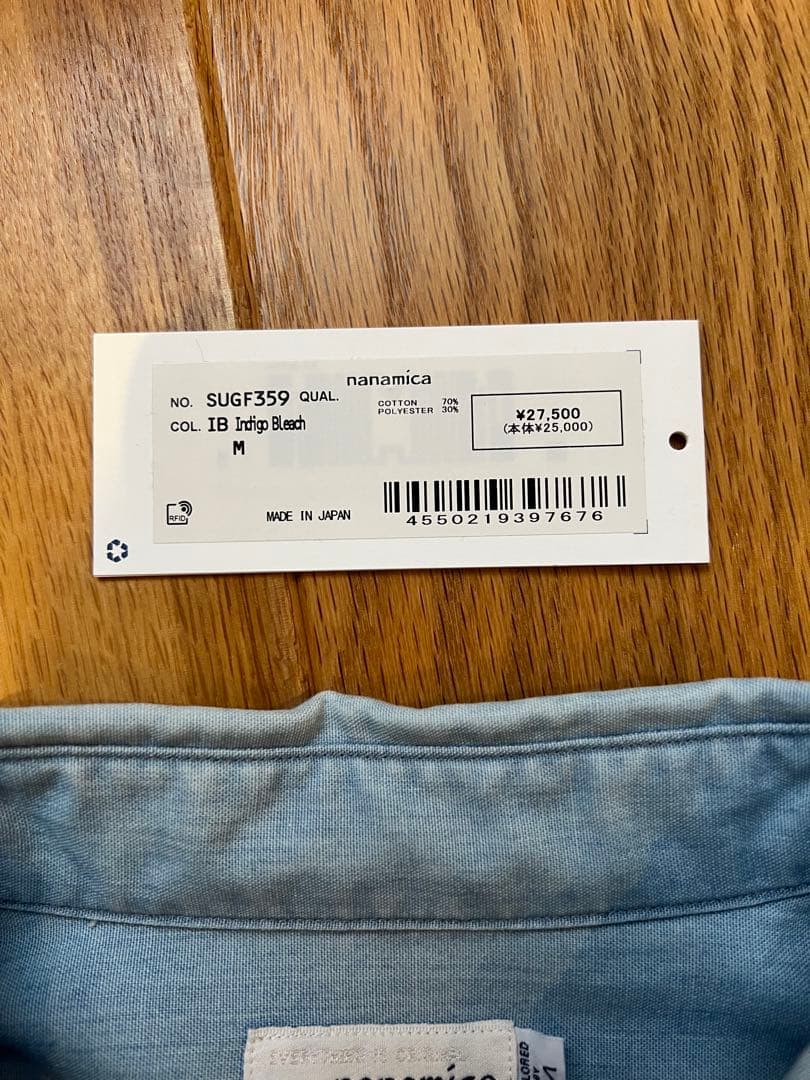 nanamica
NO. SUGF359 QUAL.
COTTON 70%
POLYESTER 30%
¥27,500
(本体¥25,000)
COL. IB Indigo Bleach
M
RFID
MADE IN JAPAN
4550219397676
nanamica